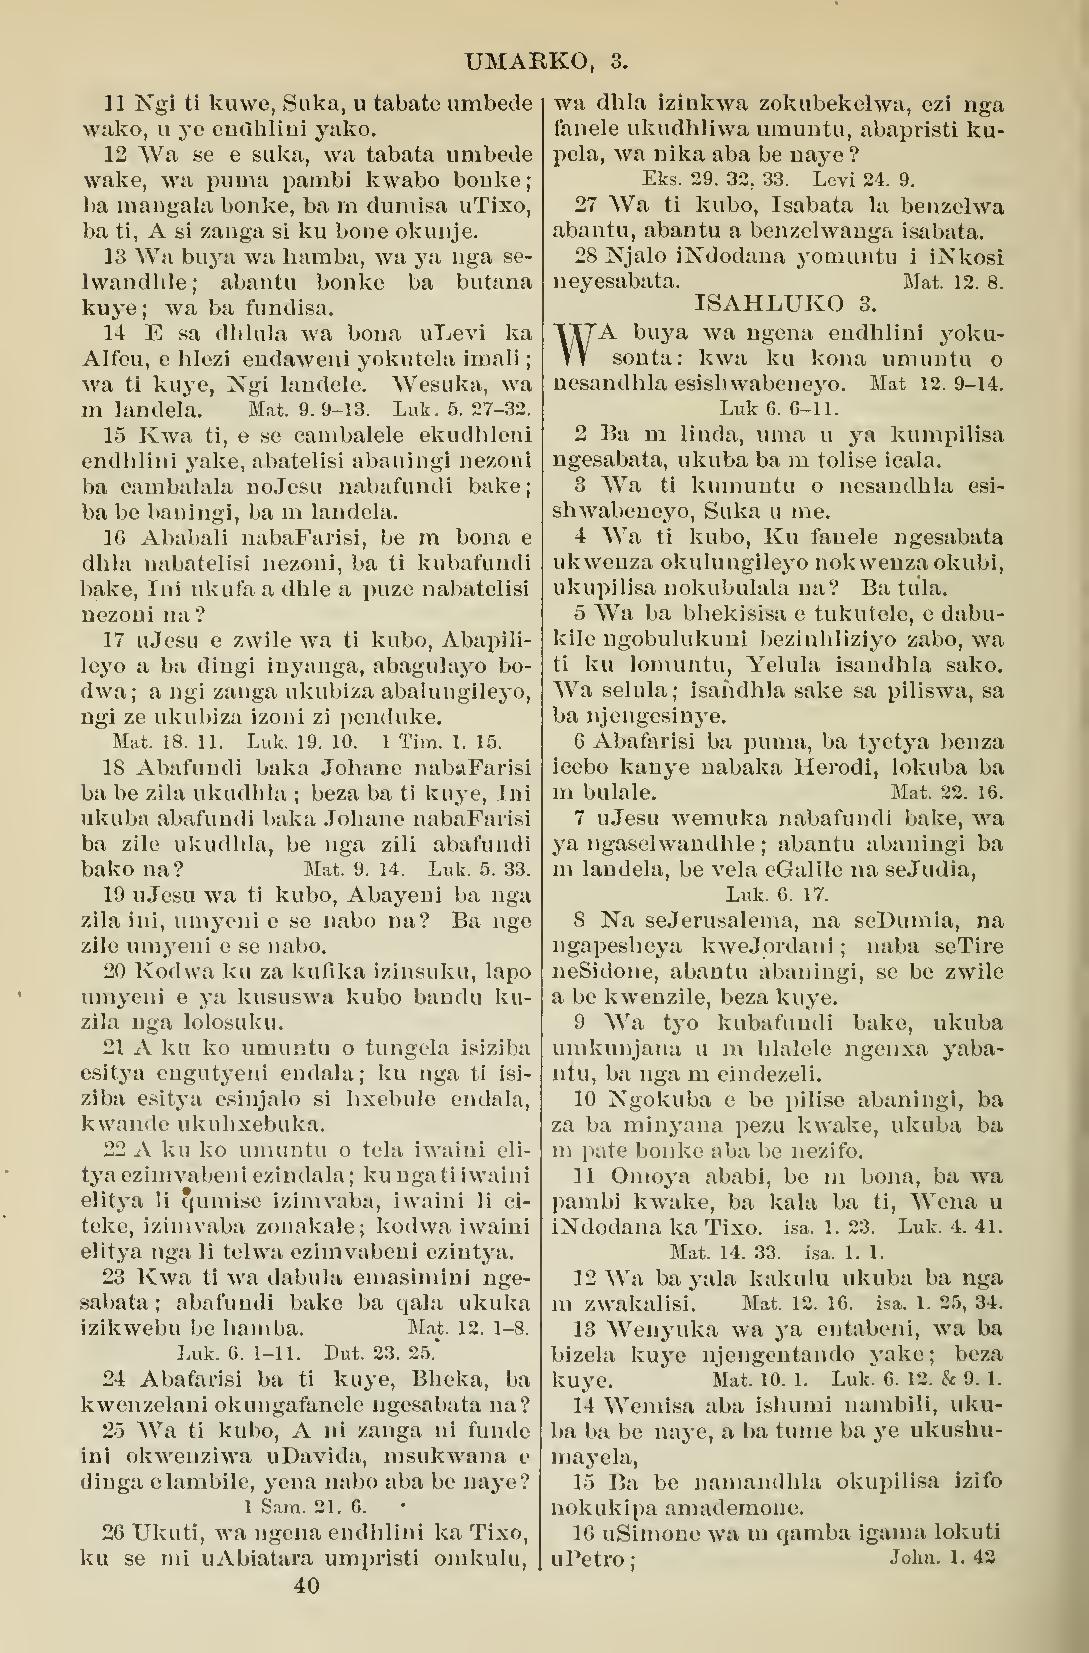 UMARKO, 3.
11 Ngi ti kuwe, Suka, u tabate umbede
wako, u ye endhlini yako.
12 Wa se e suka, wa tabata umbede
wake, wa puma pambi kwabo bonke;
ba mangala bonke, ba m dumisa uTixo,
ba ti, A si zanga si ku bone okunje.
13 Wa buya wa hamba, wa ya nga se-
lwandhle; abantu bonke ba butana
kuye; wa ba fundisa.
14 E sa dhlula wa bona uLevi ka
Alfeu, e hlezi endaweni yokutela imali;
wa ti kuye, Ngi landele. Wesuka, wa
m landela. Mat. 9. 9-13. Luk. 5. 27-32.
15 Kwa ti, e se cambalele ekudhleni
endhlini yake, abatelisi abaningi nezoni
ba cambalala noJesu nabafundi bake;
ba be baningi, ba m landela.
16 Ababali nabaFarisi, be m bona e
dhla nabatelisi nezoni, ba ti kubafundi
bake, Ini ukufa a dhle a puze nabatelisi
nezoni na?
17 uJesu e zwile wa ti kubo, Abapili-
leyo a ba dingi inyanga, abagulayo bo-
dwa; a ngi zanga ukubiza abalungileyo,
ngi ze ukubiza izoni zi penduke.
Mat. 18. 11. Luk. 19. 10. 1 Tim. 1. 15.
18 Abafundi baka Johane nabaFarisi
ba be zila ukudhla; beza ba ti kuye, Ini
ukuba abafundi baka Johane nabaFarisi
ba zile ukudhla, be nga zili abafundi
bako na? Mat. 9. 14. Luk. 5. 33.
19 uJesu wa ti kubo, Abayeni ba nga
zila ini, umyeni e se nabo na? Ba nge
zile umyeni e se nabo.
20 Kodwa ku za kufika izinsuku, lapo
umyeni e ya kususwa kubo bandu ku-
zila nga lolosuku.
21 A ku ko umuntu o tungela isiziba
esitya engutyeni endala; ku nga ti isi-
ziba esitya esinjalo si hxebule endala,
kwande ukuhxebuka.
22 A ku ko umuntu o tela iwaini eli-
tya ezimvabeni ezindala; ku nga ti iwaini
elitya li qumise izimvaba, iwaini li ci-
teke, izimvaba zonakale; kodwa iwaini
elitya nga li telwa ezimvabeni ezintya.
23 Kwa ti wa dabula emasimini nge-
sabata; abafundi bake ba qala ukuka
izikwebu be hamba. Mat. 12. 1-8.
Luk. 6. 1-11. Dut. 23. 25.
24 Abafarisi ba ti kuye, Bheka, ba
kwenzelani okungafanele ngesabata na?
25 Wa ti kubo, A ni zanga ni funde
ini okwenziwa uDavida, msukwana e
dinga e lambile, yena nabo aba be naye?
1 Sam. 21. 6.
26 Ukuti, wa ngena endhlini ka Tixo,
ku se mi uAbiatara umpristi omkulu,
40
wa dhla izinkwa zokubekelwa, ezi nga
fanele ukudhliwa umuntu, abapristi ku-
pela, wa nika aba be naye?
Eks. 29. 32, 33. Levi 24. 9.
27 Wa ti kubo, Isabata la benzelwa
abantu, abantu a benzelwanga isabata.
28 Njalo iNdodana yomuntu i iNkosi
neyesabata. Mat. 12. 8.
ISAHLUKO 3.
WA buya wa ngena endhlini yoku-
sonta: kwa ku kona umuntu o
nesandhla esishwabeneyo. Mat 12. 9-14.
Luk 6. 6-11.
2 Ba m linda, uma u ya kumpilisa
ngesabata, ukuba ba m tolise icala.
3 Wa ti kumuntu o nesandhla esi-
shwabeneyo, Suka u me.
4 Wa ti kubo, Ku fanele ngesabata
ukwenza okulungileyo nokwenza okubi,
ukupilisa nokubulala na? Ba tula.
5 Wa ba bhekisisa e tukutele, e dabu-
kile ngobulukuni bezinhliziyo zabo, wa
ti ku lomuntu, Yelula isandhla sako.
Wa selula; isandhla sake sa piliswa, sa
ba njengesinye.
6 Abafarisi ba puma, ba tyetya benza
icebo kanye nabaka Herodi, lokuba ba
m bulale. Mat. 22. 16.
7 uJesu wemuka nabafundi bake, wa
ya ngaselwandhle; abantu abaningi ba
m landela, be vela eGalile na seJudia,
Luk. 6. 17.
8 Na seJerusalema, na seDumia, na
ngapesheya kweJordani; naba seTire
neSidone, abantu abaningi, se be zwile
a be kwenzile, beza kuye.
9 Wa tyo kubafundi bake, ukuba
umkunjana u m hlalele ngenxa yaba-
ntu, ba nga m cindezeli.
10 Ngokuba e be pilise abaningi, ba
za ba minyana pezu kwake, ukuba ba
m pate bonke aba be nezifo.
11 Omoya ababi, be m bona, ba wa
pambi kwake, ba kala ba ti, Wena u
iNdodana ka Tixo. isa. 1. 23. Luk. 4. 41.
Mat. 14. 33. isa. 1. 1.
12 Wa ba yala kakulu ukuba ba nga
m zwakalisi. Mat. 12. 16. isa. 1. 25, 34.
13 Wenyuka wa ya entabeni, wa ba
bizela kuye njengentando yake; beza
kuye. Mat. 10. 1. Luk. 6. 12. & 9. 1.
14 Wemisa aba ishumi nambili, uku-
ba ba be naye, a ba tume ba ye ukushu-
mayela,
15 Ba be namandhla okupilisa izifo
nokukipa amademone.
16 uSimone wa m qamba igama lokuti
uPetro; John. 1. 42